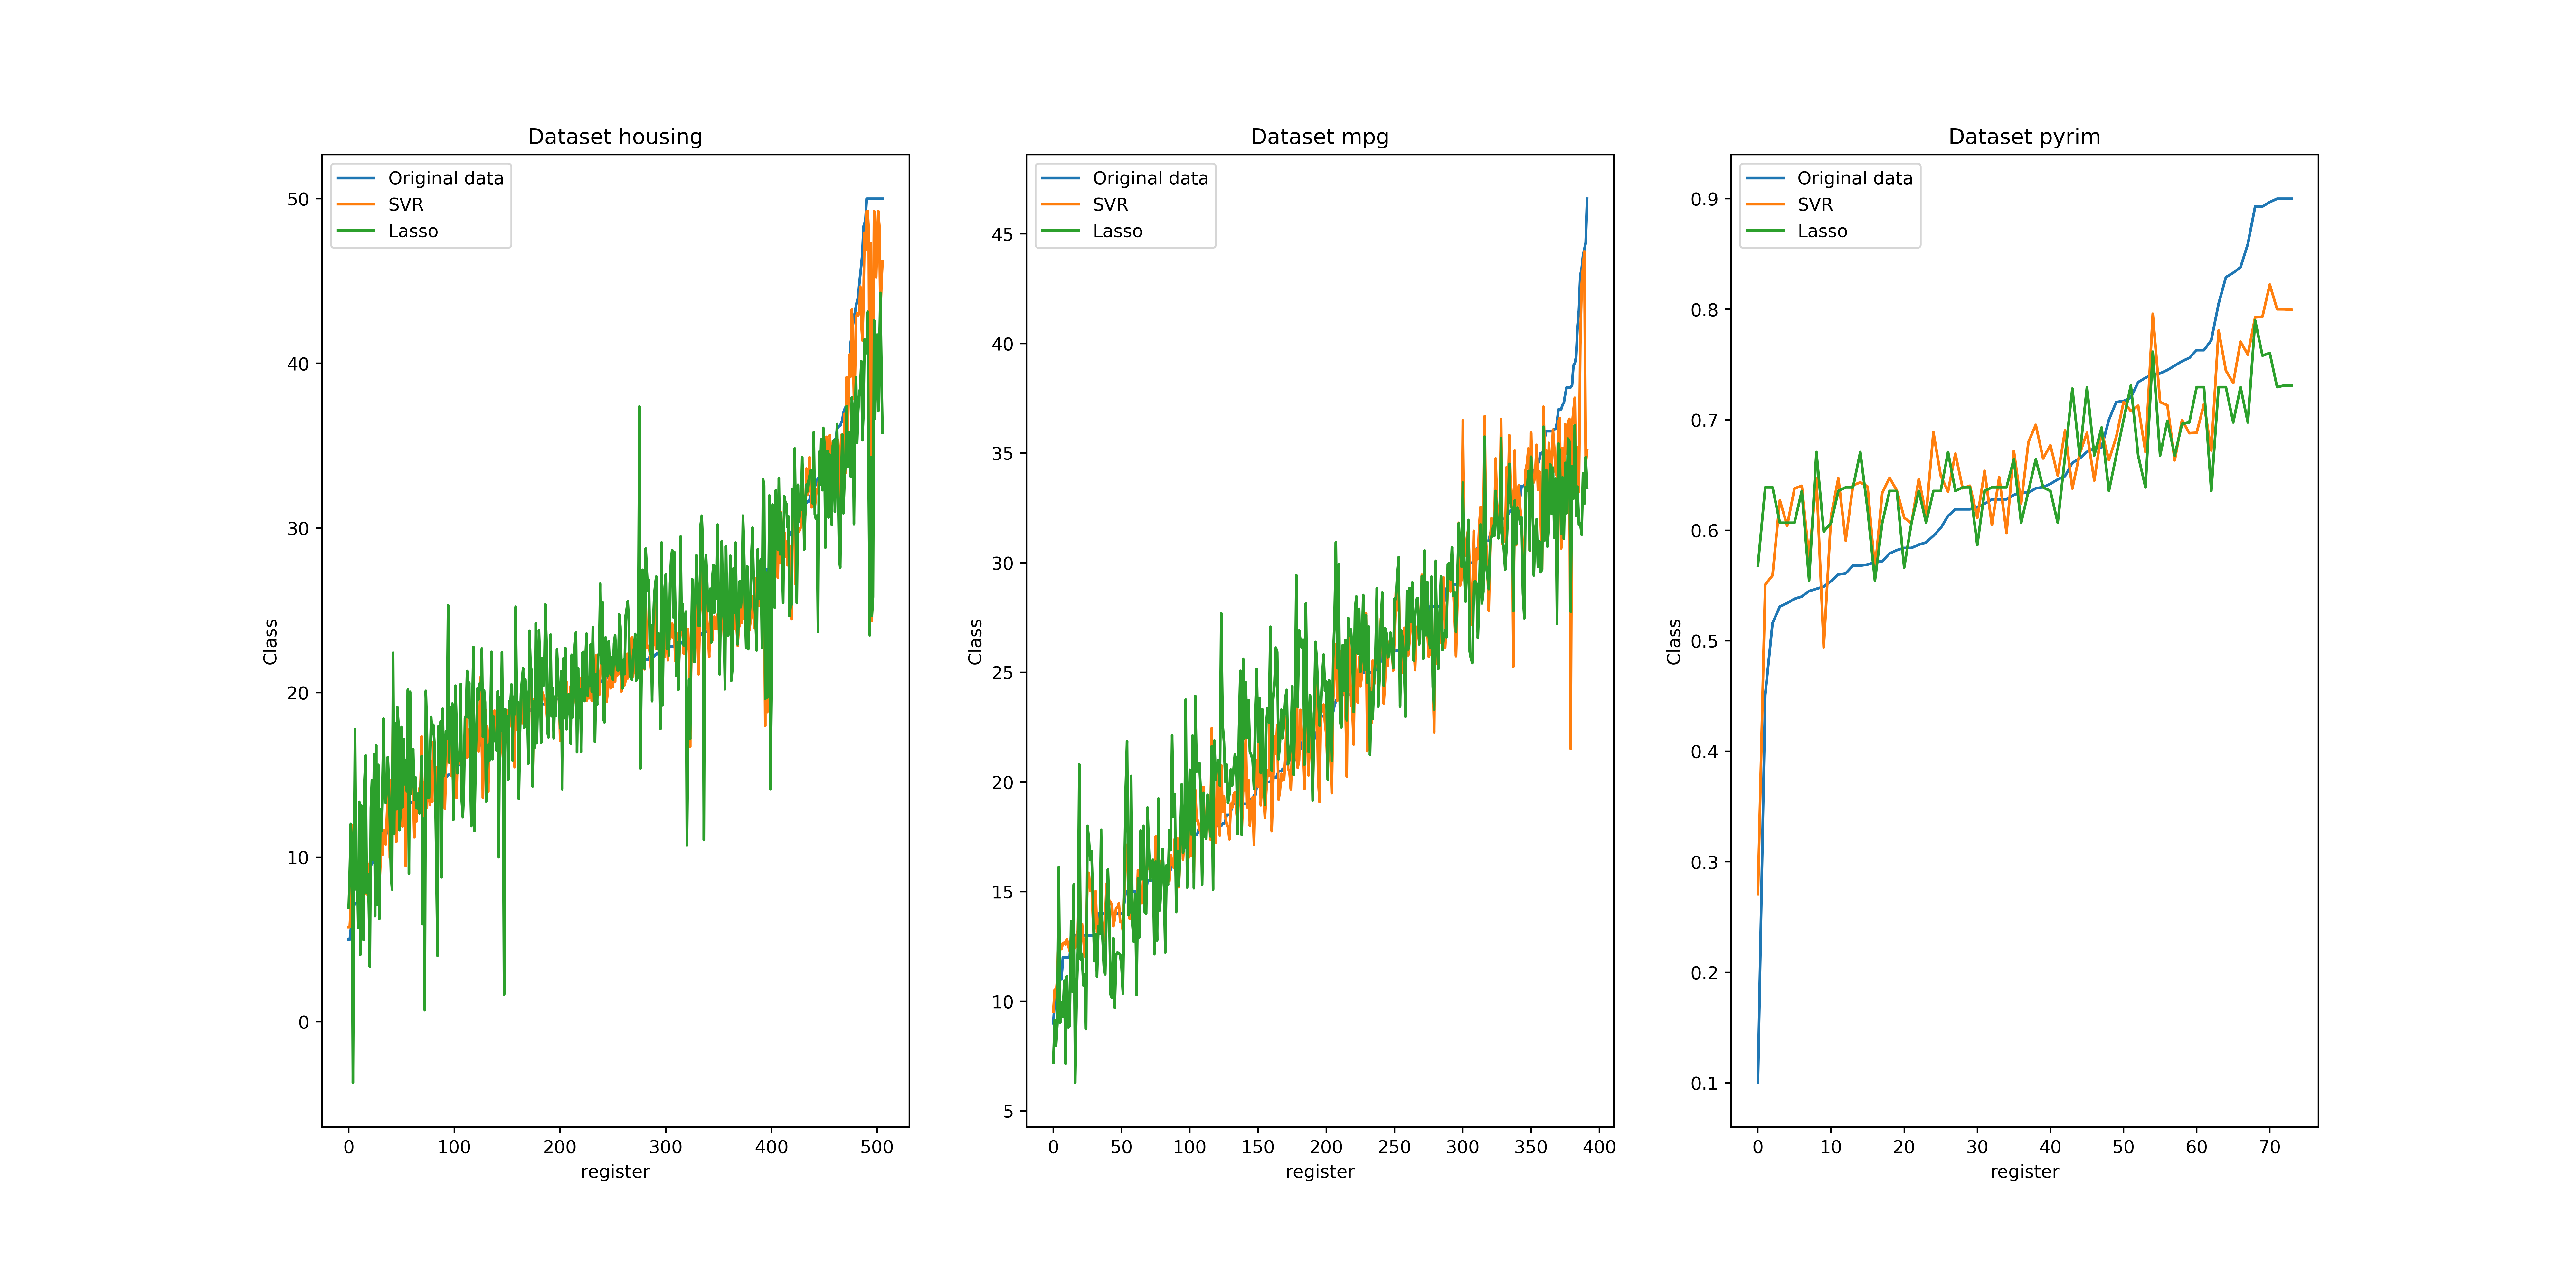 Dataset housing
Original data
SVR
Lasso
50
40
30
20
10
0
Class
0 100 200 300 400 500
register
Dataset mpg
Original data
SVR
Lasso
45
40
35
30
25
20
15
10
5
Class
0 50 100 150 200 250 300 350 400
register
Dataset pyrim
Original data
SVR
Lasso
0.9
0.8
0.7
0.6
0.5
0.4
0.3
0.2
0.1
Class
0 10 20 30 40 50 60 70
register